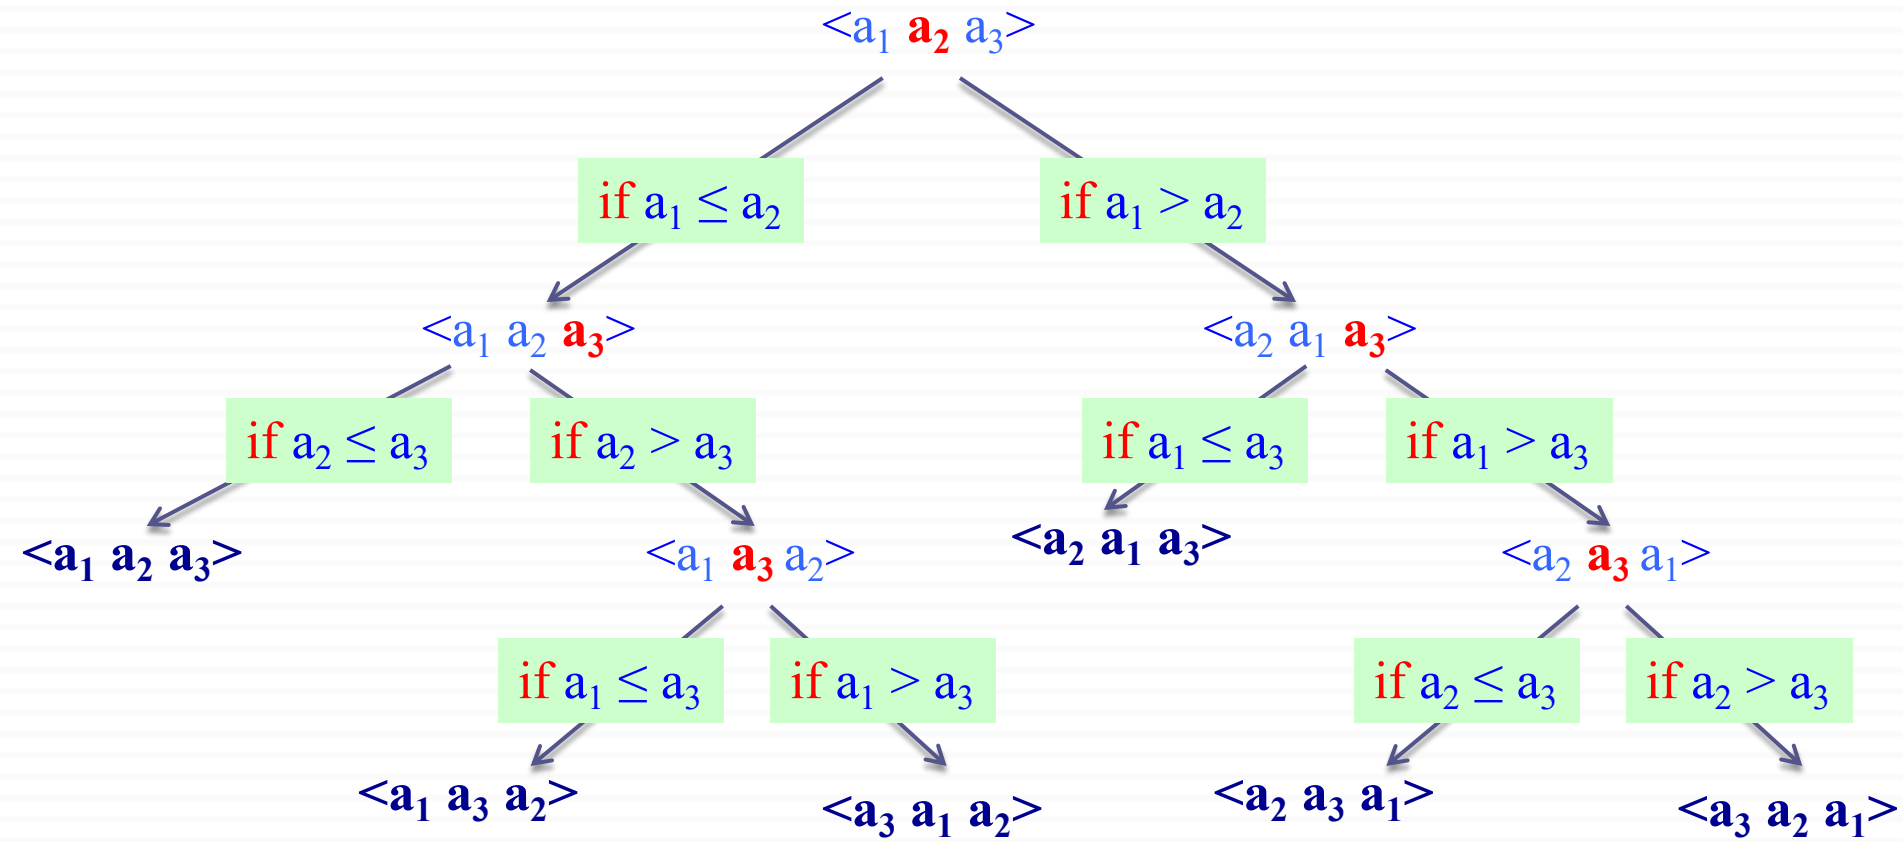 <a₁ a₂ a₃>
if a₁ ≤ a₂
if a₁ > a₂
<a₁ a₂ a₃>
<a₂ a₁ a₃>
if a₂ ≤ a₃
if a₂ > a₃
if a₁ ≤ a₃
if a₁ > a₃
<a₁ a₂ a₃>
<a₁ a₃ a₂>
<a₂ a₁ a₃>
<a₂ a₃ a₁>
if a₁ ≤ a₃
if a₁ > a₃
if a₂ ≤ a₃
if a₂ > a₃
<a₁ a₃ a₂>
<a₃ a₁ a₂>
<a₂ a₃ a₁>
<a₃ a₂ a₁>